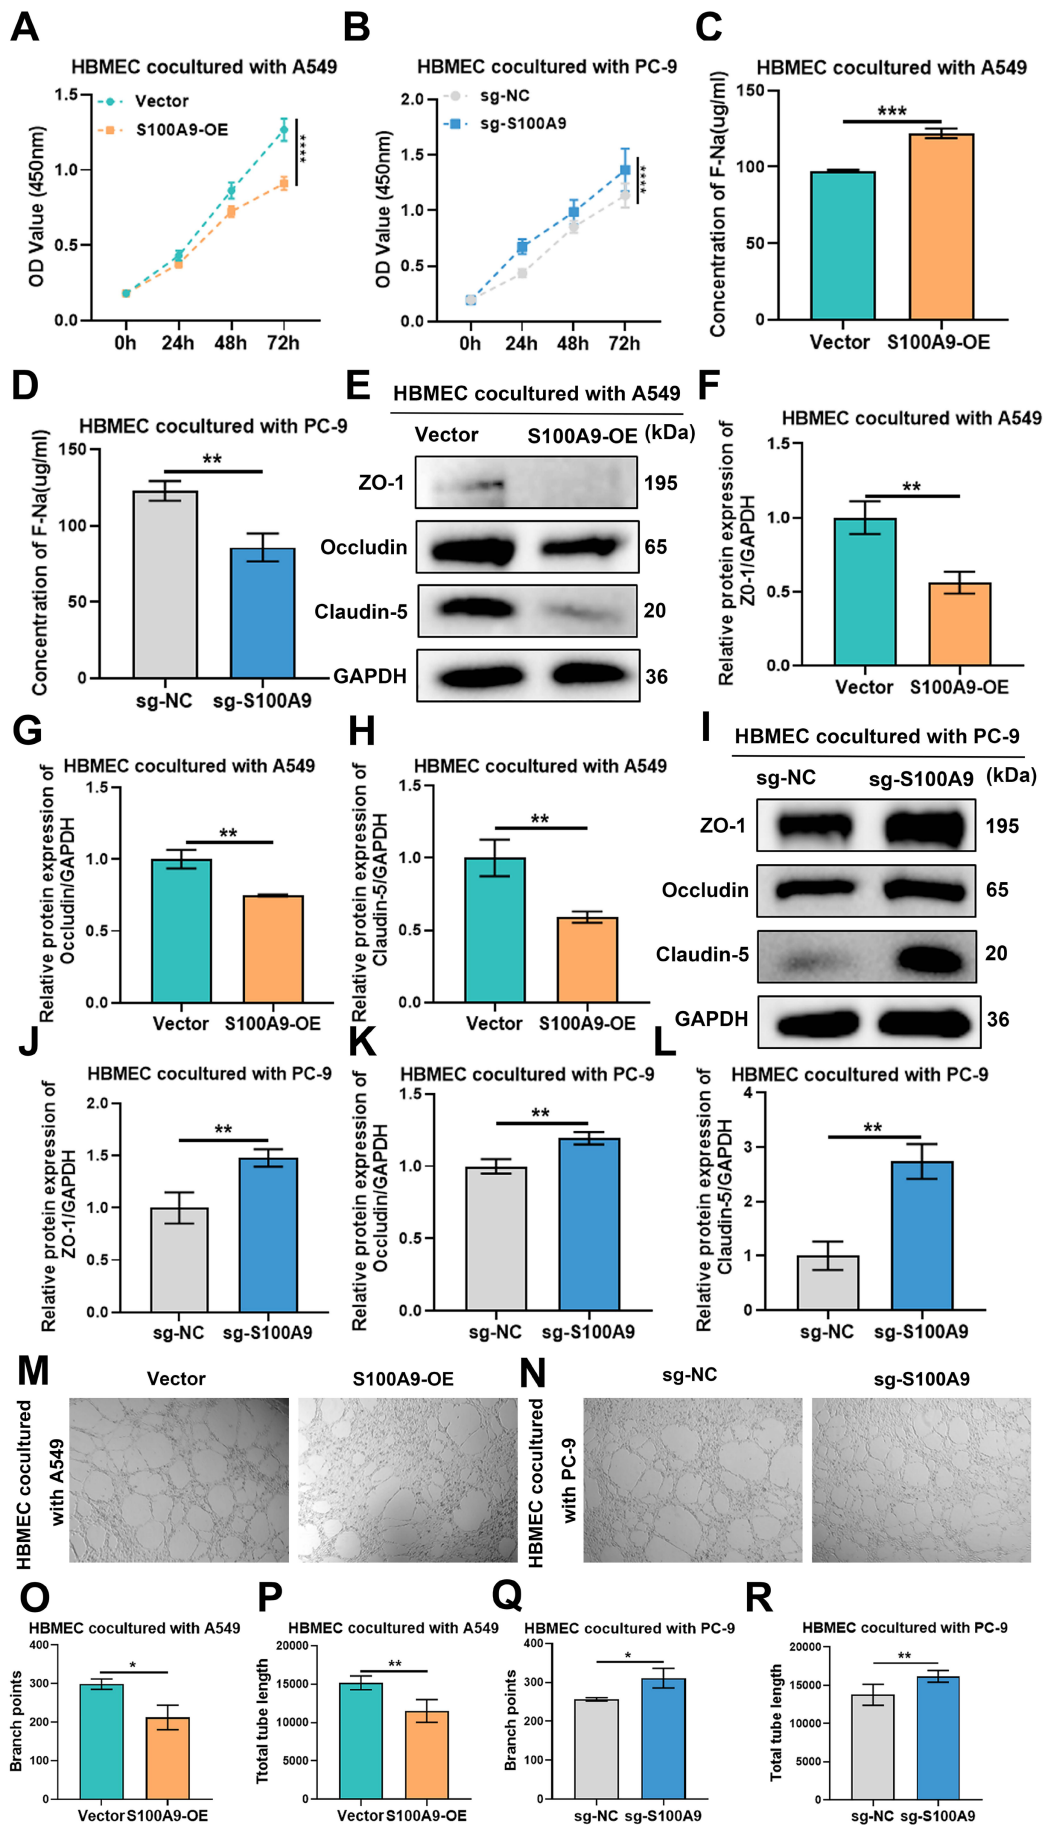 A
HBMEC cocultured with A549
OD Value (450nm)
1.5
1.0
0.5
0.0
Vector
S100A9-OE
****
0h 24h 48h 72h
B
HBMEC cocultured with PC-9
OD Value (450nm)
2.0
1.5
1.0
0.5
0.0
sg-NC
sg-S100A9
****
0h 24h 48h 72h
C
HBMEC cocultured with A549
Concentration of F-Na(ug/ml)
150
100
50
0
***
Vector S100A9-OE
D
HBMEC cocultured with PC-9
Concentration of F-Na(ug/ml)
150
100
50
0
**
sg-NC sg-S100A9
E
HBMEC cocultured with A549
Vector S100A9-OE (kDa)
ZO-1 195
Occludin 65
Claudin-5 20
GAPDH 36
F
HBMEC cocultured with A549
Relative protein expression of
Z0-1/GAPDH
1.5
1.0
0.5
0.0
**
Vector S100A9-OE
G
HBMEC cocultured with A549
Relative protein expression of
Occludin/GAPDH
1.5
1.0
0.5
0.0
**
Vector S100A9-OE
H
HBMEC cocultured with A549
Relative protein expression of
Claudin-5/GAPDH
1.5
1.0
0.5
0.0
**
Vector S100A9-OE
I
HBMEC cocultured with PC-9
sg-NC sg-S100A9 (kDa)
ZO-1 195
Occludin 65
Claudin-5 20
GAPDH 36
J
HBMEC cocultured with PC-9
Relative protein expression of
ZO-1/GAPDH
2.0
1.5
1.0
0.5
0.0
**
sg-NC sg-S100A9
K
HBMEC cocultured with PC-9
Relative protein expression of
Occludin/GAPDH
1.5
1.0
0.5
0.0
**
sg-NC sg-S100A9
L
HBMEC cocultured with PC-9
Relative protein expression of
Claudin-5/GAPDH
4
3
2
1
0
**
sg-NC sg-S100A9
M
Vector S100A9-OE
HBMEC cocultured
with A549
N
sg-NC sg-S100A9
HBMEC cocultured
with PC-9
O
HBMEC cocultured with A549
Branch points
400
300
200
100
0
*
Vector S100A9-OE
P
HBMEC cocultured with A549
Ttotal tube length
20000
15000
10000
5000
0
**
Vector S100A9-OE
Q
HBMEC cocultured with PC-9
Branch points
400
300
200
100
0
*
sg-NC sg-S100A9
R
HBMEC cocultured with PC-9
Total tube length
20000
15000
10000
5000
0
**
sg-NC sg-S100A9